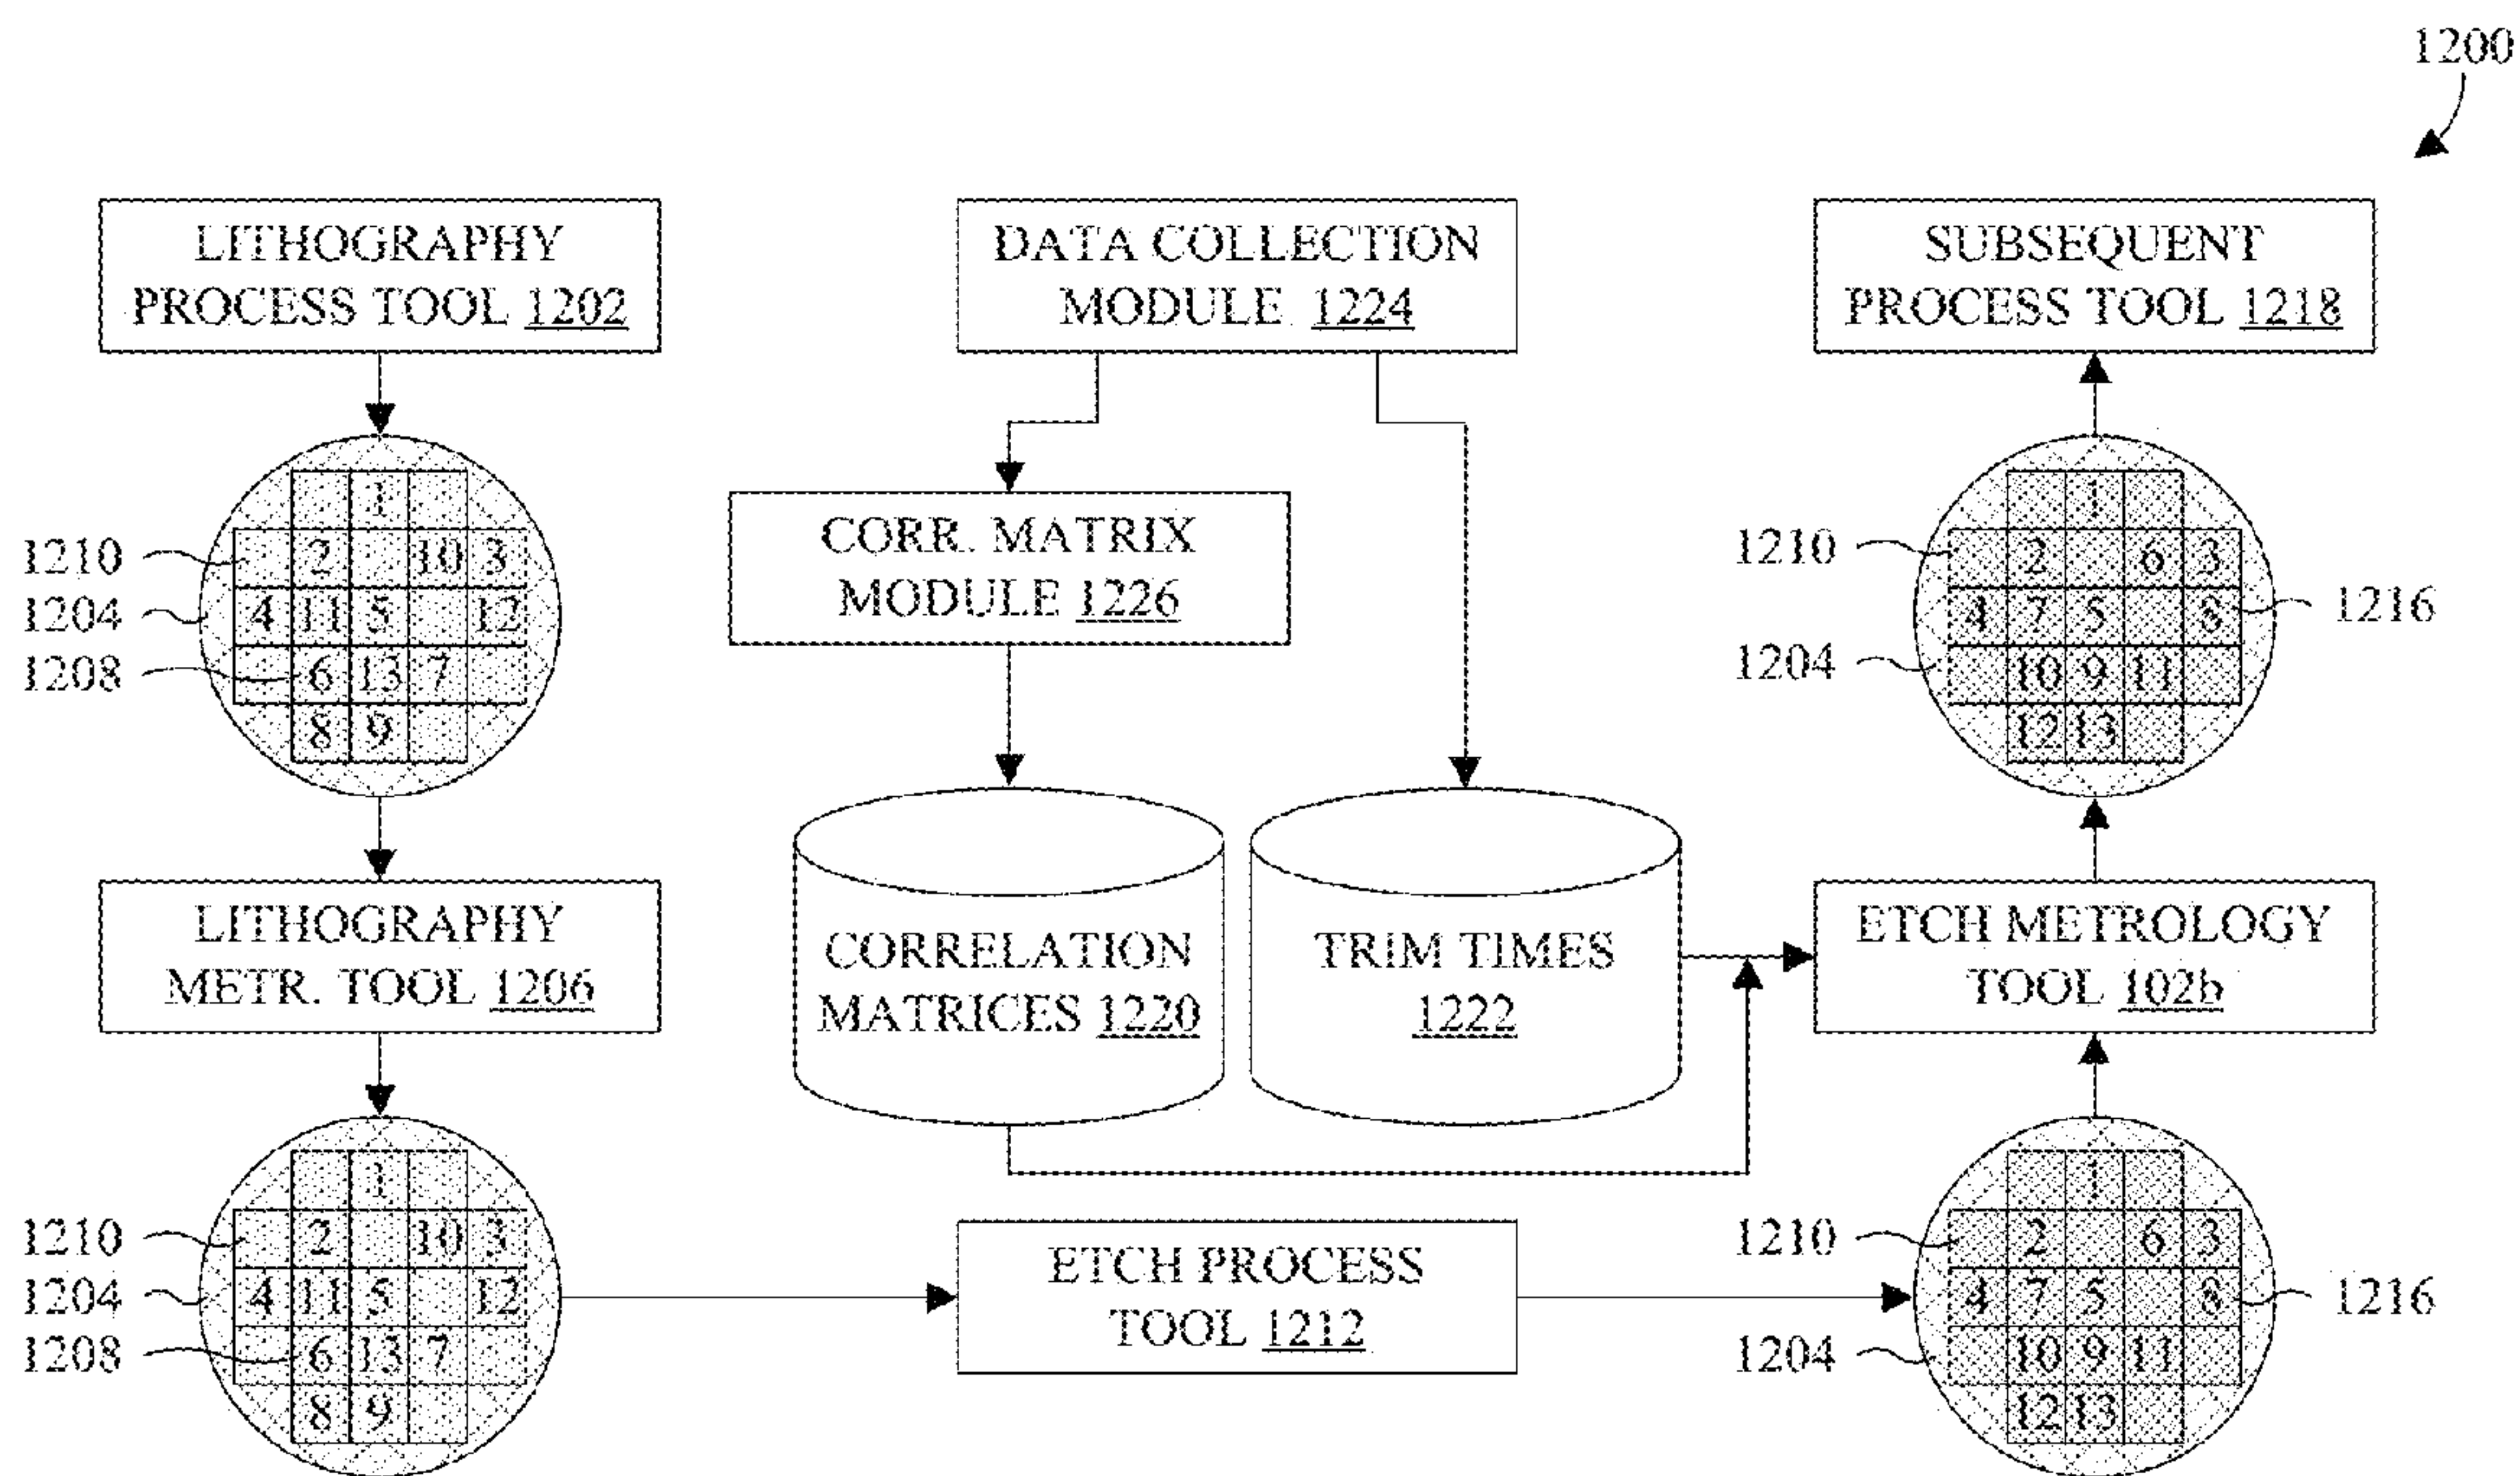 1200
LITHOGRAPHY
PROCESS TOOL 1202
DATA COLLECTION
MODULE 1224
SUBSEQUENT
PROCESS TOOL 1218
1
1210
2 10 3
1204
4 11 5 12
1208
6 13 7
8 9
CORR. MATRIX
MODULE 1226
1
1210
2 6 3
4 7 5 8
1216
1204
10 9 11
12 13
LITHOGRAPHY
METR. TOOL 1206
CORRELATION
MATRICES 1220
TRIM TIMES
1222
ETCH METROLOGY
TOOL 102b
1
1210
2 10 3
1204
4 11 5 12
1208
6 13 7
8 9
ETCH PROCESS
TOOL 1212
1
1210
2 6 3
4 7 5 8
1216
1204
10 9 11
12 13